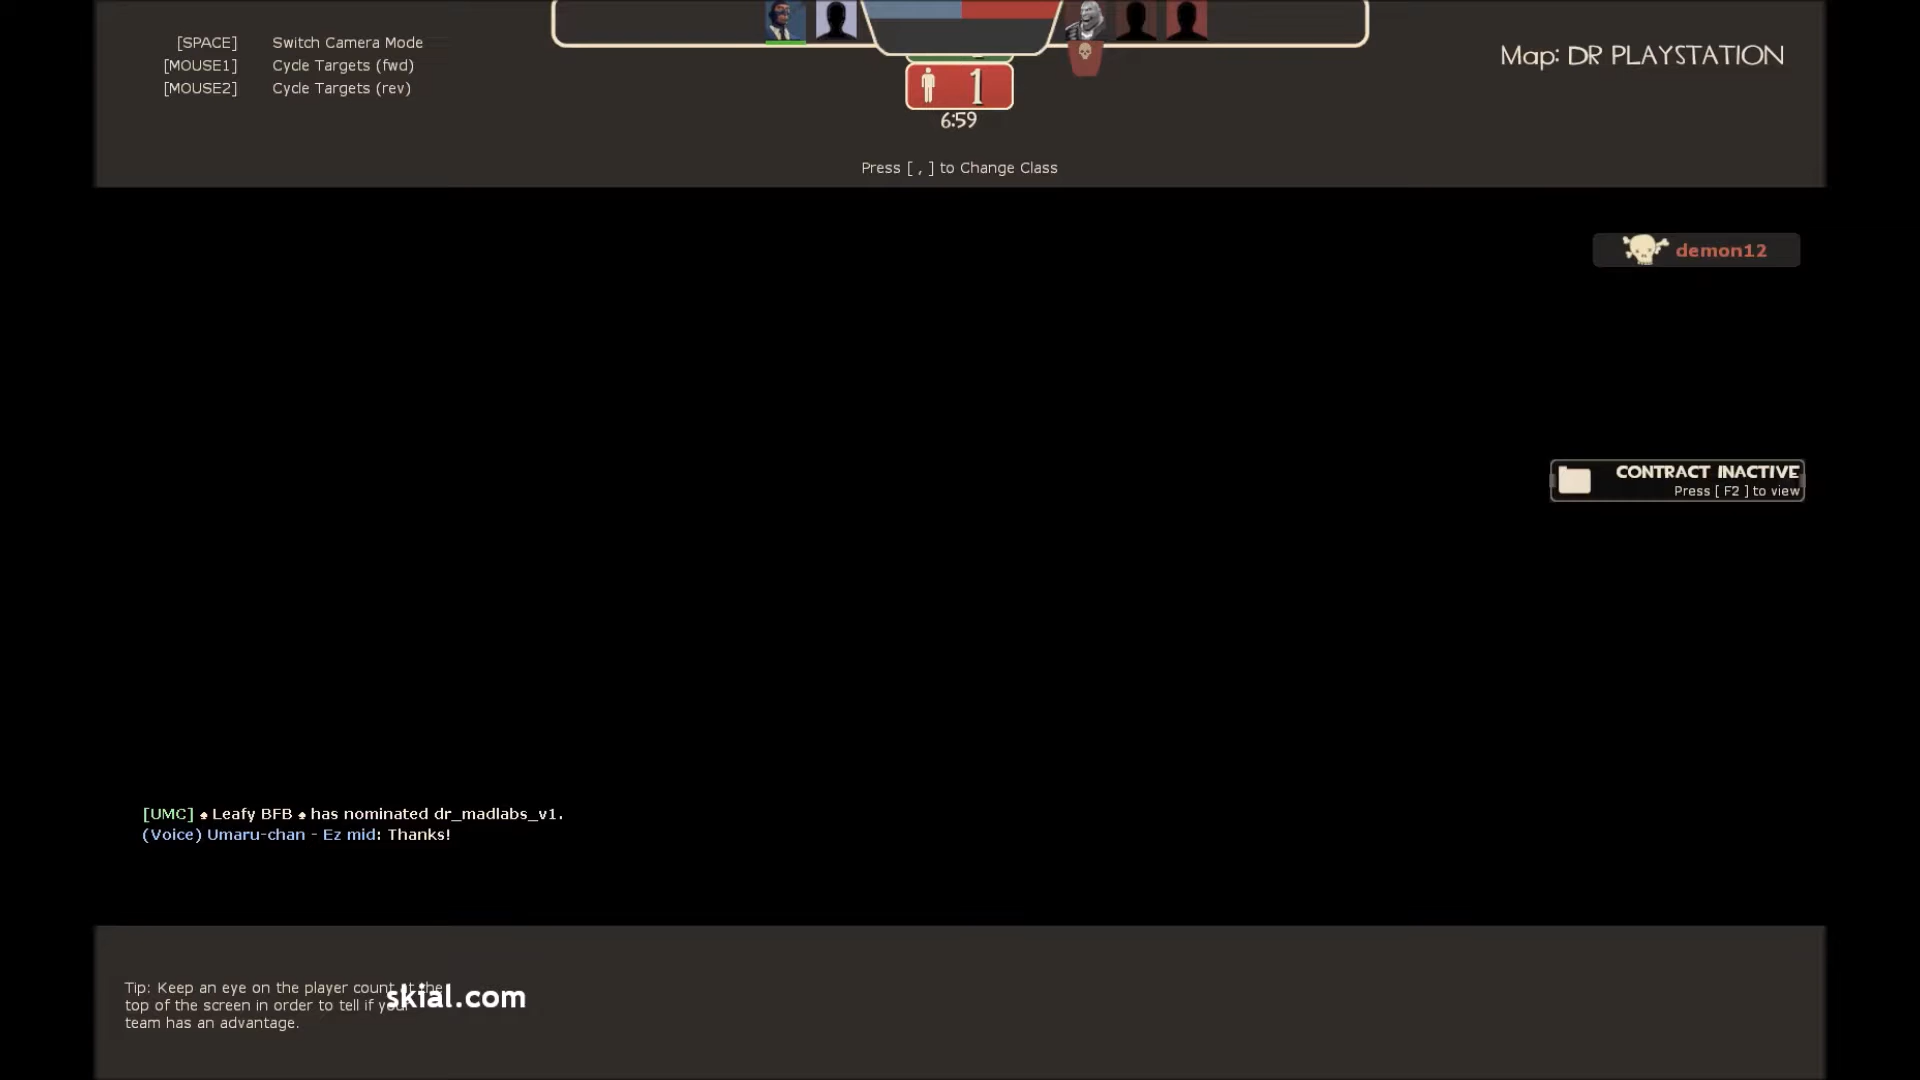 [SPACE] Switch Camera Mode
[MOUSE1] Cycle Targets (fwd)
[MOUSE2] Cycle Targets (rev)
1
6:59
Map: DR PLAYSTATION
Press [ , ] to Change Class
demon12
CONTRACT INACTIVE
Press [ F2 ] to view
[UMC] ♠ Leafy BFB ♠ has nominated dr_madlabs_v1.
(Voice) Umaru-chan - Ez mid: Thanks!
Tip: Keep an eye on the player count at the
top of the screen in order to tell if your
team has an advantage.
skial.com